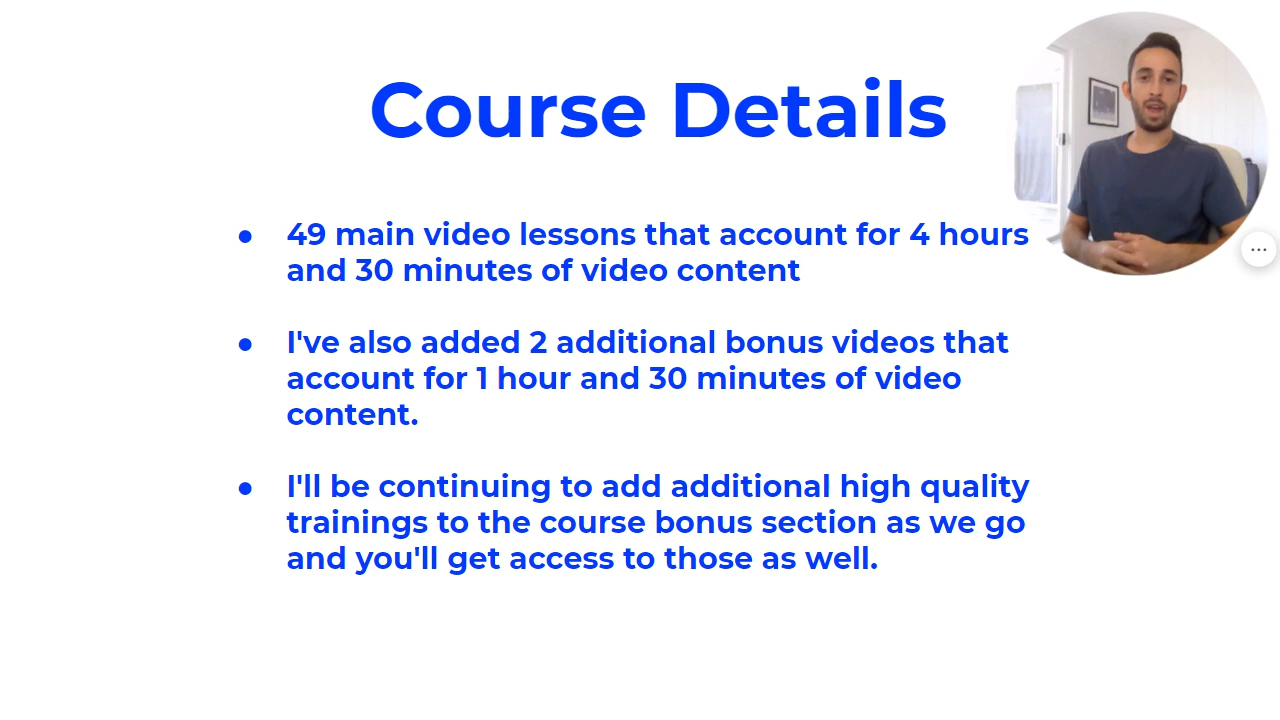 Course Details
● 49 main video lessons that account for 4 hours
and 30 minutes of video content
● I've also added 2 additional bonus videos that
account for 1 hour and 30 minutes of video
content.
● I'll be continuing to add additional high quality
trainings to the course bonus section as we go
and you'll get access to those as well.